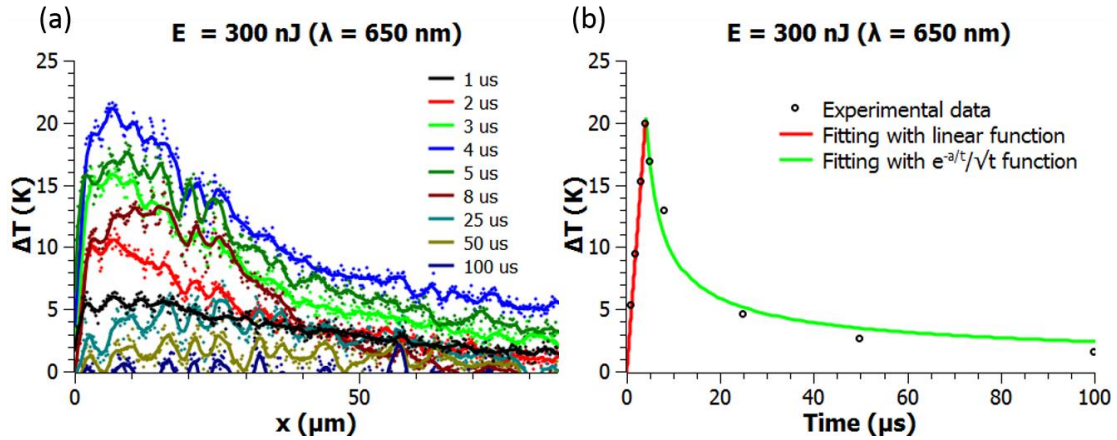 (a)
E = 300 nJ (λ = 650 nm)
25
20
15
10
5
0
ΔT (K)
1 us
2 us
3 us
4 us
5 us
8 us
25 us
50 us
100 us
0
50
x (μm)
(b)
E = 300 nJ (λ = 650 nm)
25
20
15
10
5
0
ΔT (K)
Experimental data
Fitting with linear function
Fitting with e^-a/t/√t function
0
20
40
60
80
100
Time (μs)